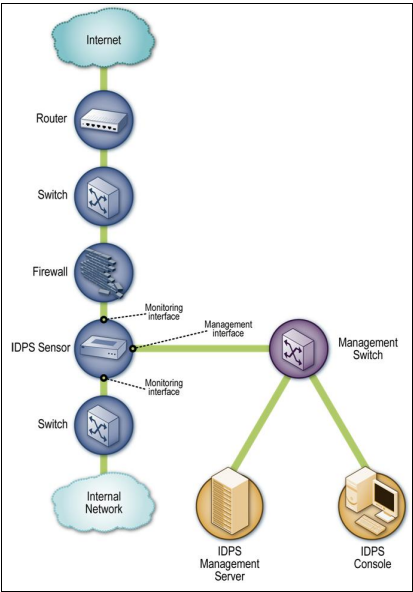 Internet
Router
Switch
Firewall
Monitoring
interface
Management
interface
IDPS Sensor
Management
Switch
Monitoring
interface
Switch
Internal
Network
IDPS
Management
Server
IDPS
Console